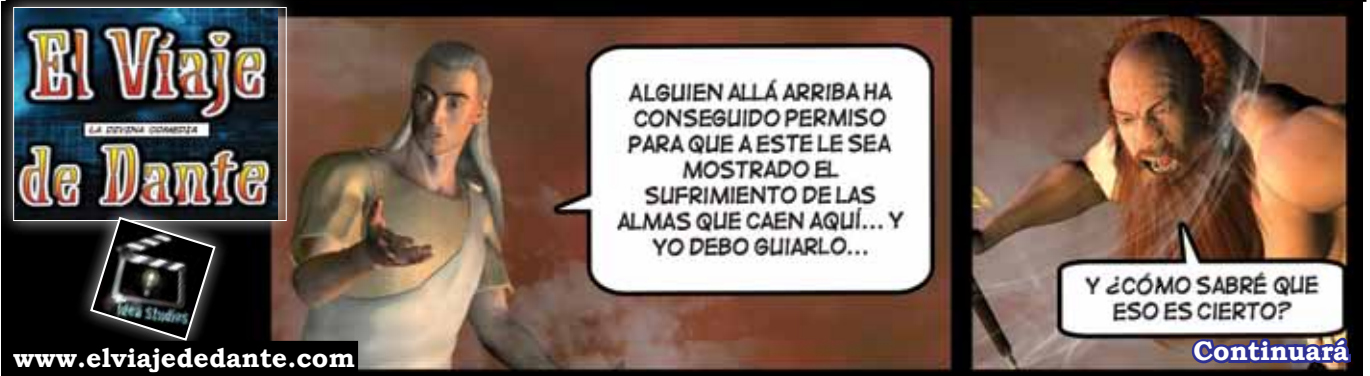 El Víaje
LA DIVINA COMEDIA
de Dante
Idea Studios
www.elviajededante.com
ALGUIEN ALLÁ ARRIBA HA
CONSEGUIDO PERMISO
PARA QUE A ESTE LE SEA
MOSTRADO EL
SUFRIMIENTO DE LAS
ALMAS QUE CAEN AQUÍ... Y
YO DEBO GUIARLO...
Y ¿CÓMO SABRÉ QUE
ESO ES CIERTO?
Continuará